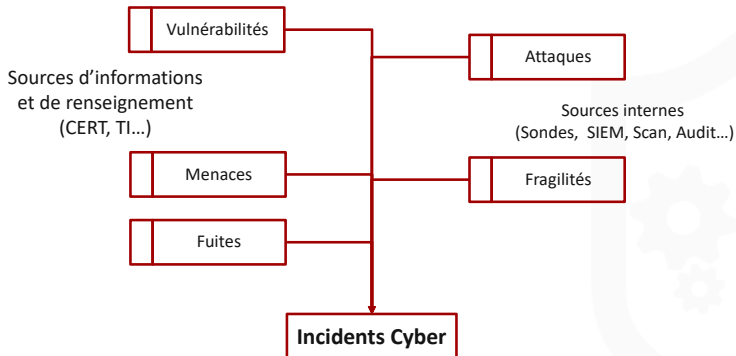 Vulnérabilités
Attaques
Sources d’informations
et de renseignement
(CERT, TI…)
Sources internes
(Sondes, SIEM, Scan, Audit…)
Menaces
Fragilités
Fuites
Incidents Cyber